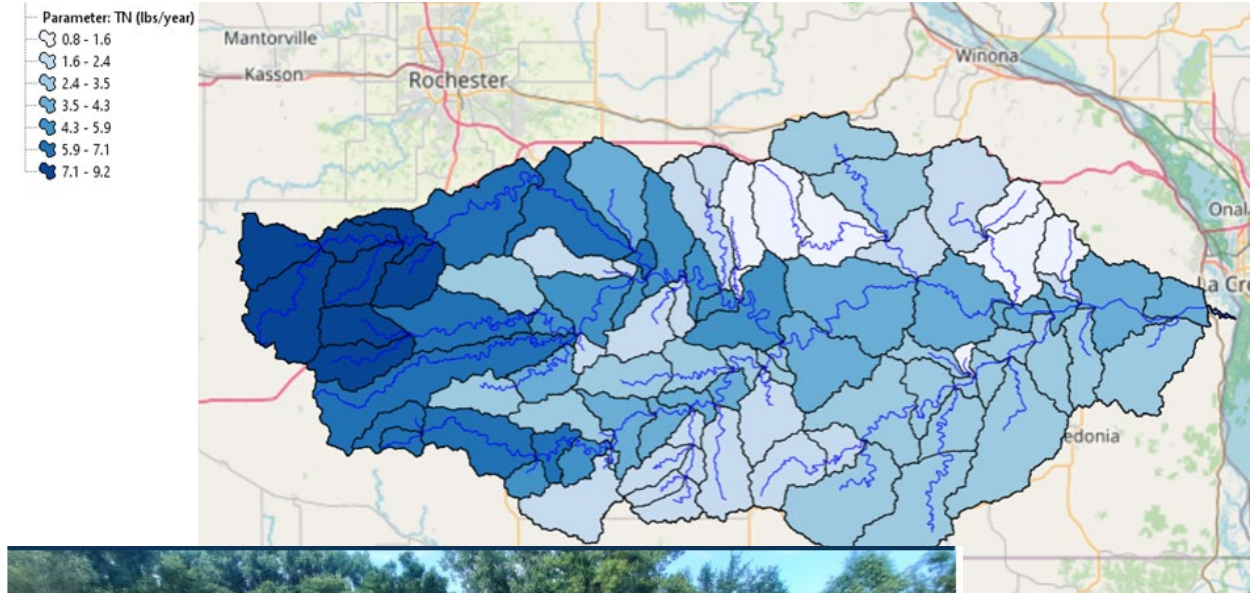 Parameter: TN (lbs/year)
0.8 - 1.6
1.6 - 2.4
2.4 - 3.5
3.5 - 4.3
4.3 - 5.9
5.9 - 7.1
7.1 - 9.2
Mantorville
Kasson
Rochester
Winona
Onal
La Cre
edonia